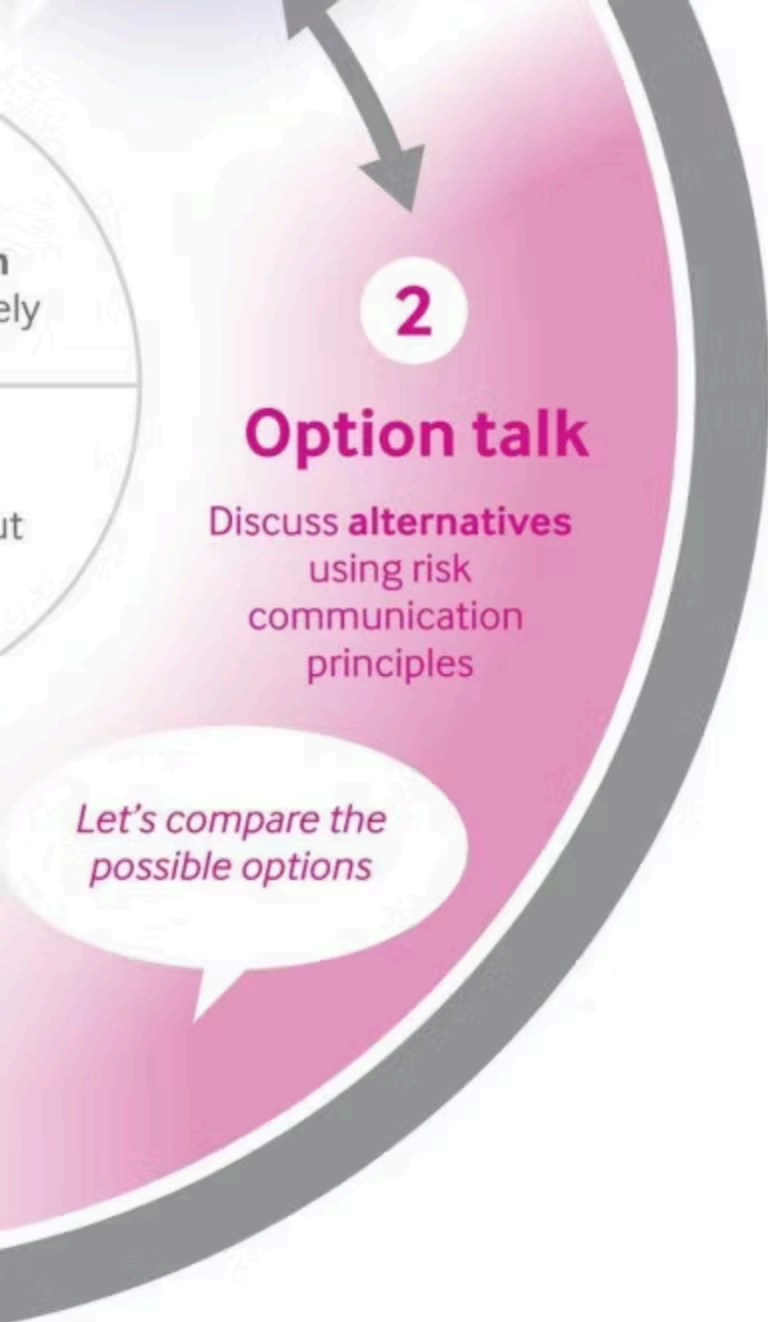 2
Option talk
Discuss alternatives
using risk
communication
principles
Let's compare the
possible options